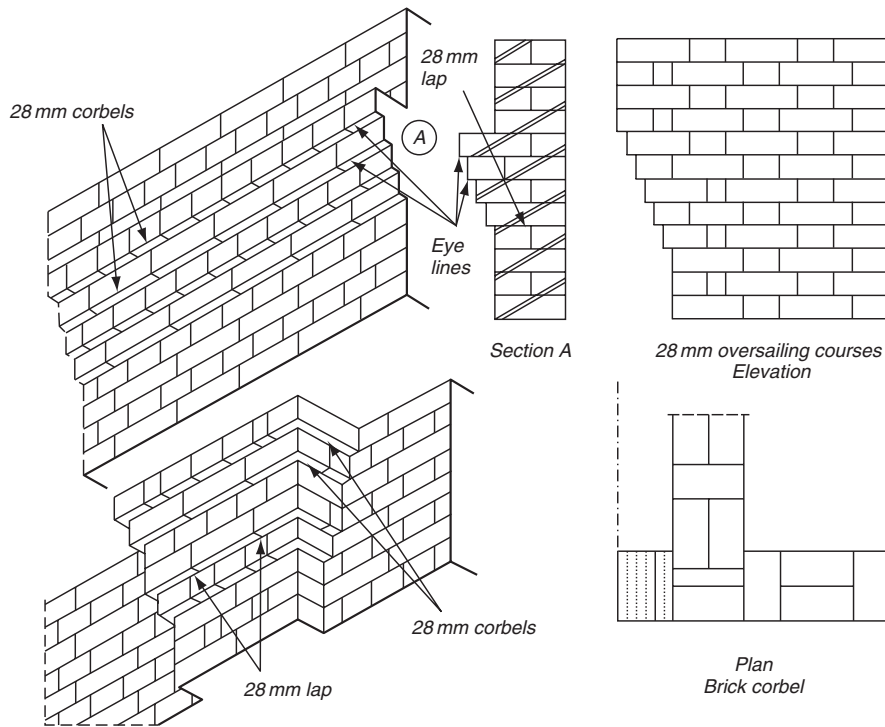 28 mm
lap
28 mm corbels
A
Eye
lines
Section A
28 mm oversailing courses
Elevation
28 mm corbels
28 mm lap
Plan
Brick corbel